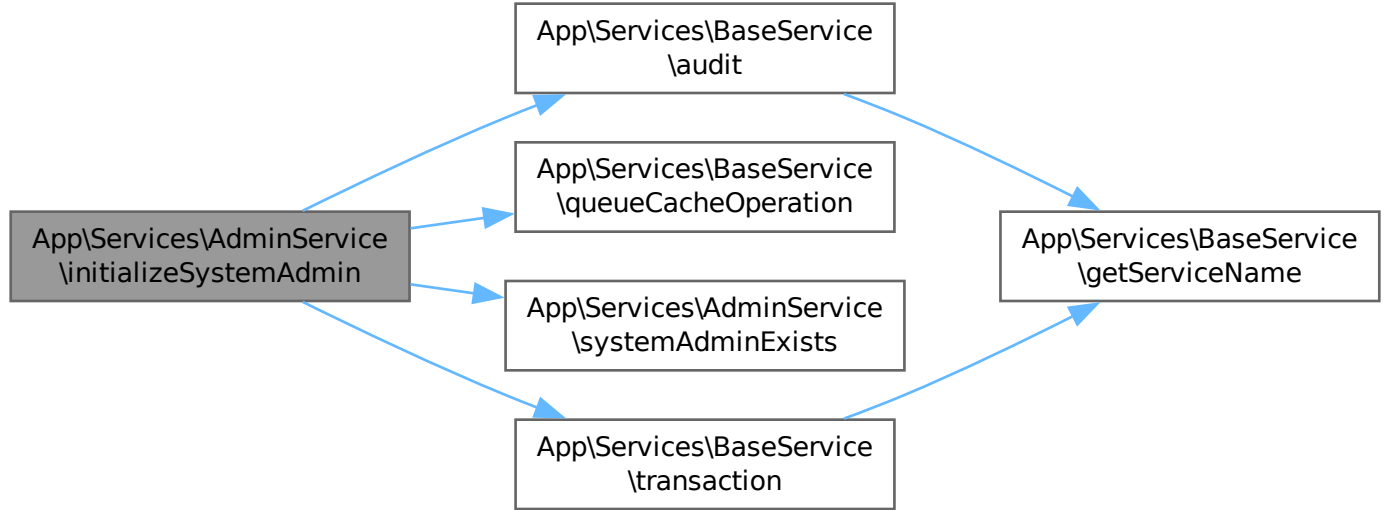 App\Services\AdminService
\initializeSystemAdmin
App\Services\BaseService
\audit
App\Services\BaseService
\queueCacheOperation
App\Services\AdminService
\systemAdminExists
App\Services\BaseService
\transaction
App\Services\BaseService
\getServiceName